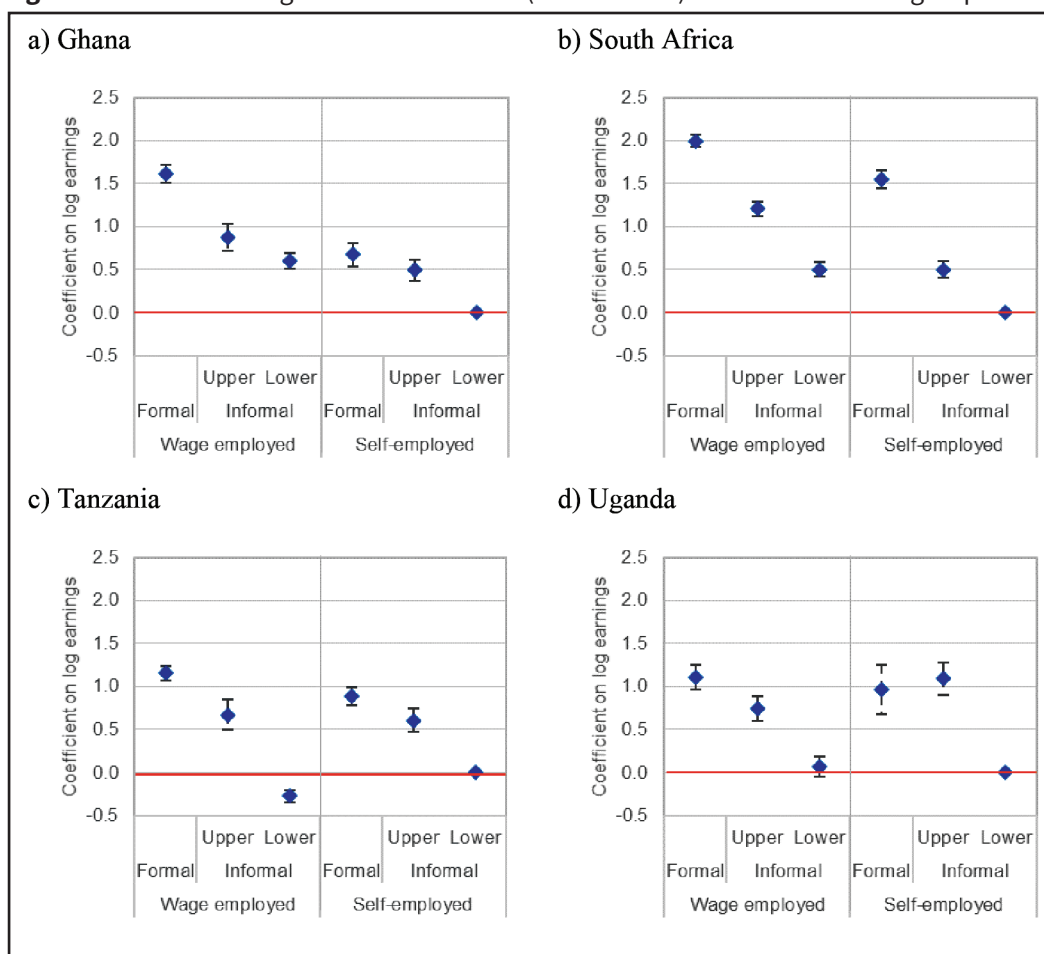 a) Ghana
b) South Africa
Coefficient on log earnings
2.5
2.0
1.5
1.0
0.5
0.0
-0.5
Upper Lower Upper Lower
Formal Informal Formal Informal
Wage employed Self-employed
Coefficient on log earnings
2.5
2.0
1.5
1.0
0.5
0.0
-0.5
Upper Lower Upper Lower
Formal Informal Formal Informal
Wage employed Self-employed
c) Tanzania
d) Uganda
Coefficient on log earnings
2.5
2.0
1.5
1.0
0.5
0.0
-0.5
Upper Lower Upper Lower
Formal Informal Formal Informal
Wage employed Self-employed
Coefficient on log earnings
2.5
2.0
1.5
1.0
0.5
0.0
-0.5
Upper Lower Upper Lower
Formal Informal Formal Informal
Wage employed Self-employed